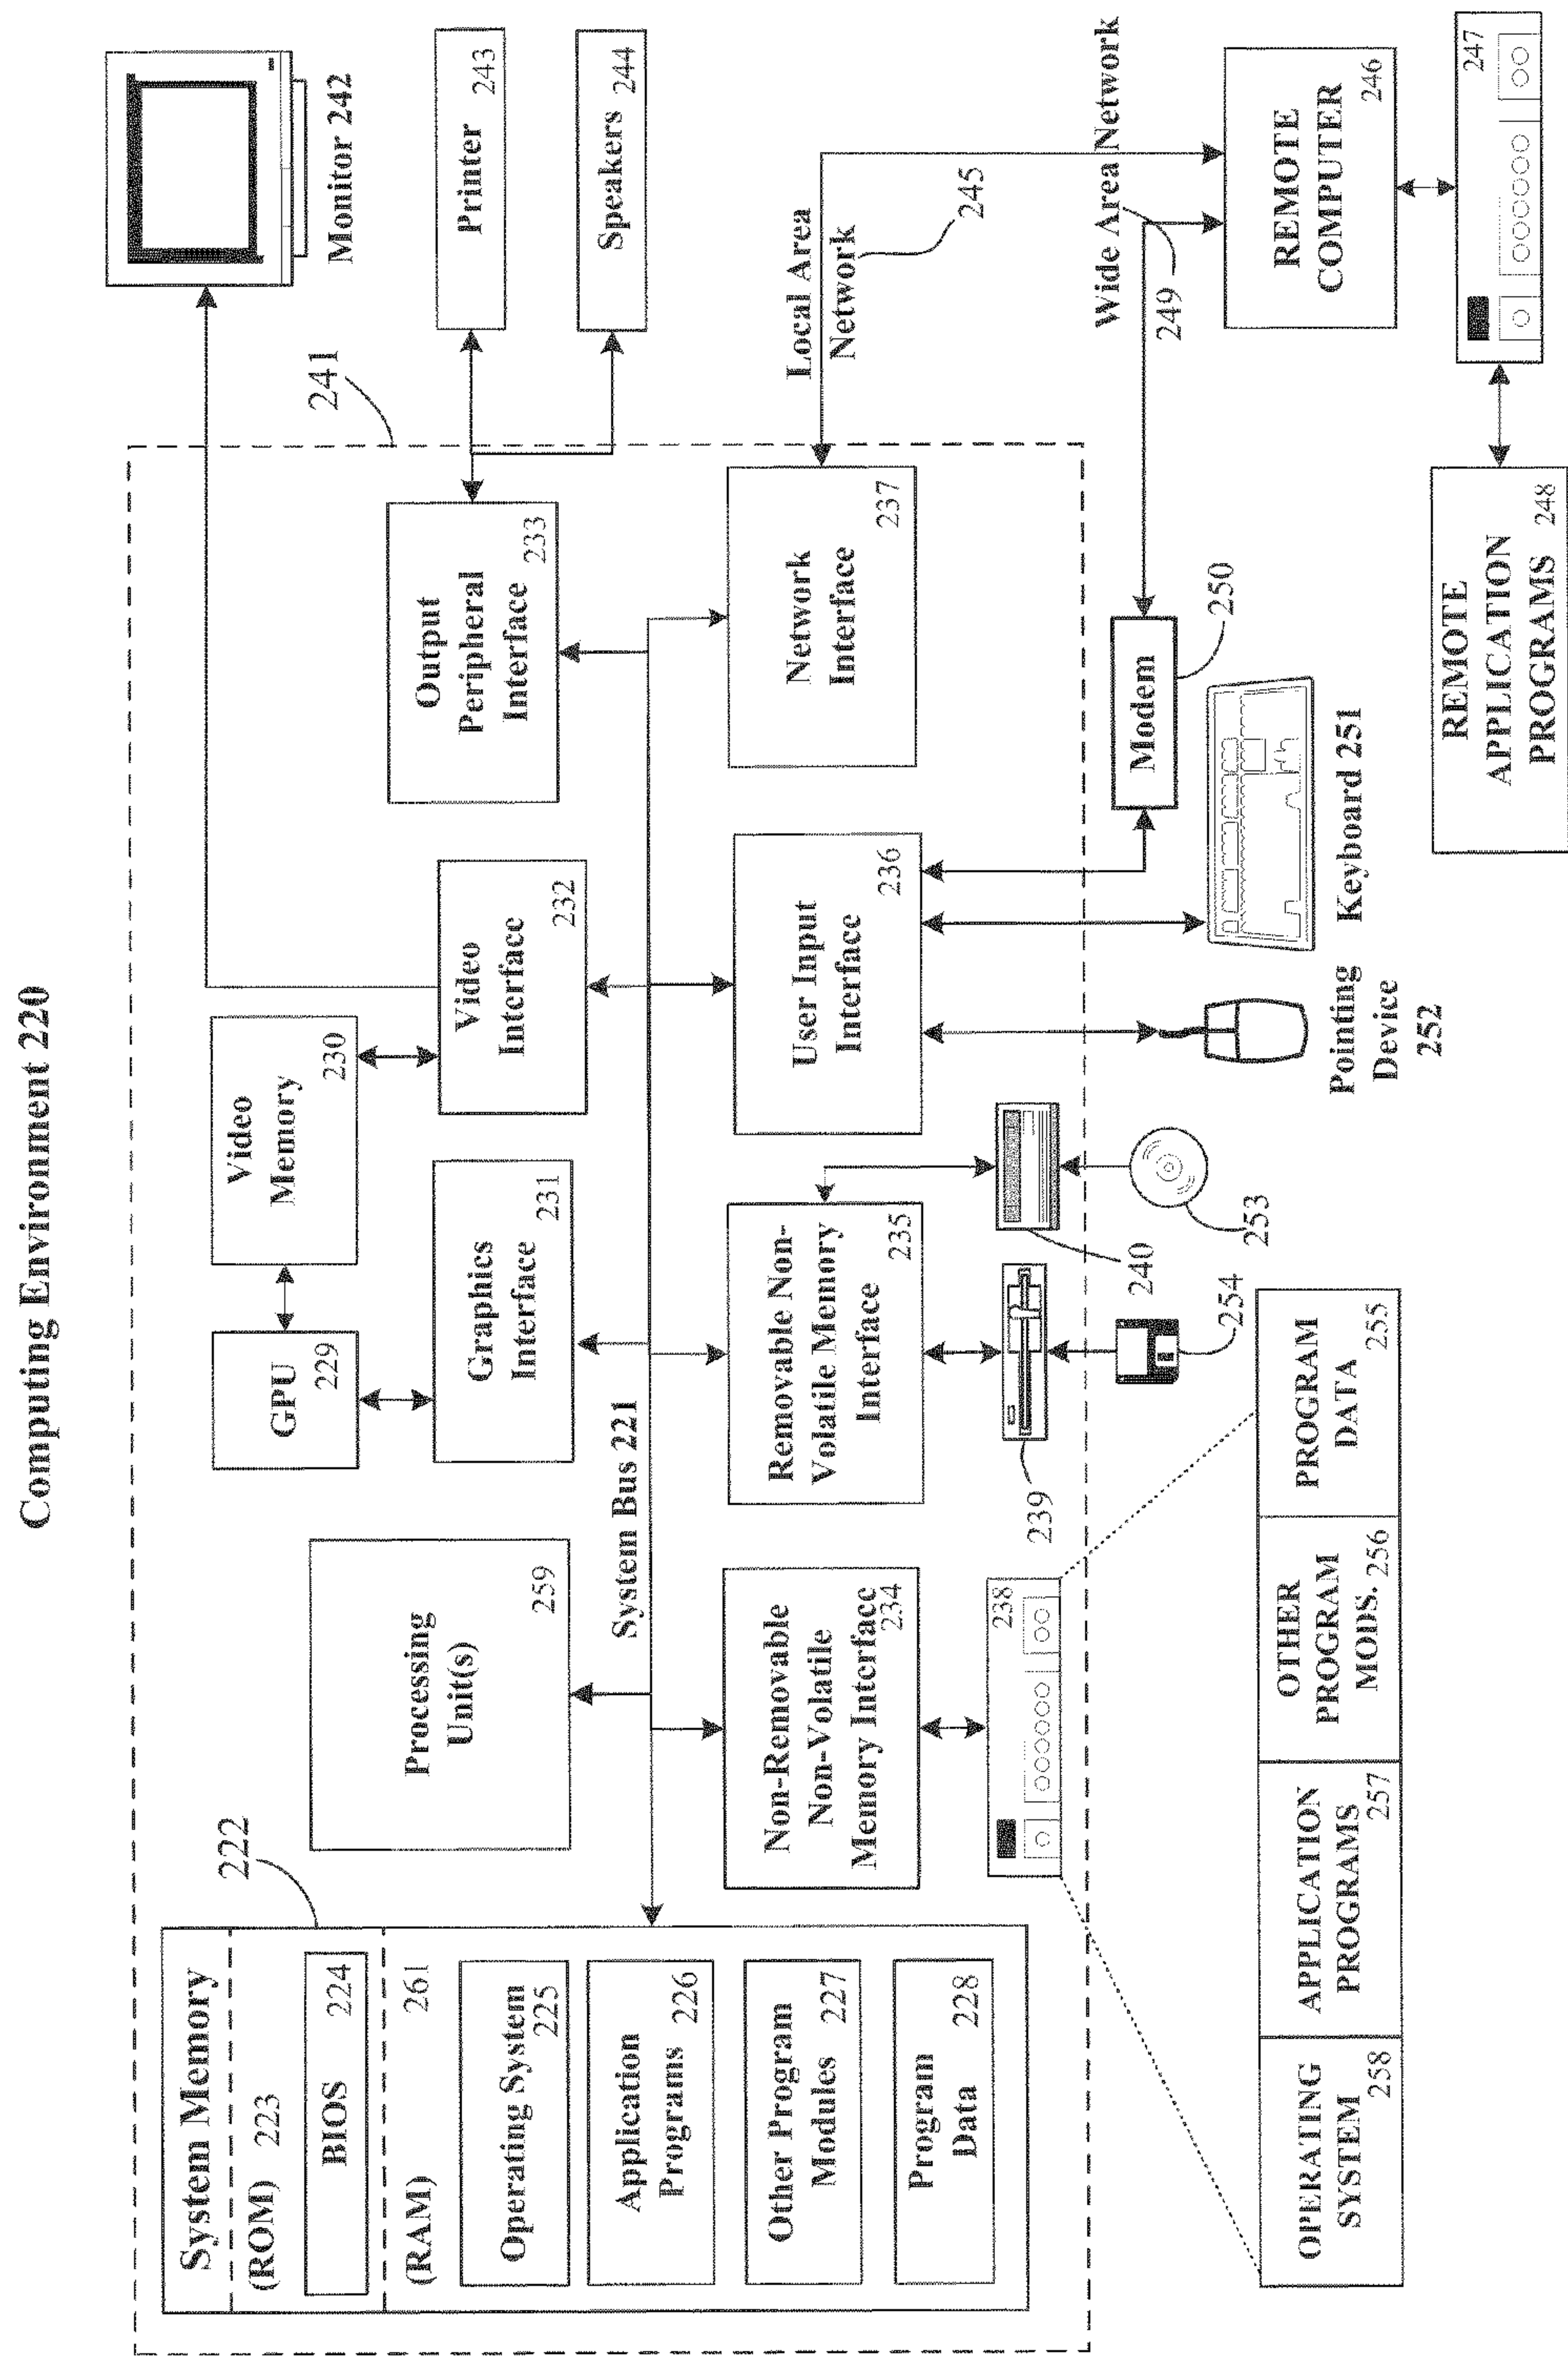 Computing Environment 220
222
System Memory
(ROM) 223
BIOS 224
(RAM) 261
Operating System
225
Application
Programs 226
Other Program
Modules 227
Program
Data 228
Processing
Unit(s)
259
GPU
229
Video
Memory
230
Graphics
Interface
231
Video
Interface
232
Output
Peripheral
Interface
233
241
Monitor 242
Printer
243
Speakers 244
System Bus 221
Non-Removable
Non-Volatile
Memory Interface
234
Removable Non-
Volatile Memory
Interface
235
User Input
Interface
236
Network
Interface
237
Local Area
Network
245
238
239
240
254
253
Pointing
Device
252
Keyboard 251
Modem
250
Wide Area Network
249
REMOTE
COMPUTER
246
247
REMOTE
APPLICATION
PROGRAMS 248
OPERATING
SYSTEM
258
APPLICATION
PROGRAMS
257
OTHER
PROGRAM
MODS. 256
PROGRAM
DATA
255